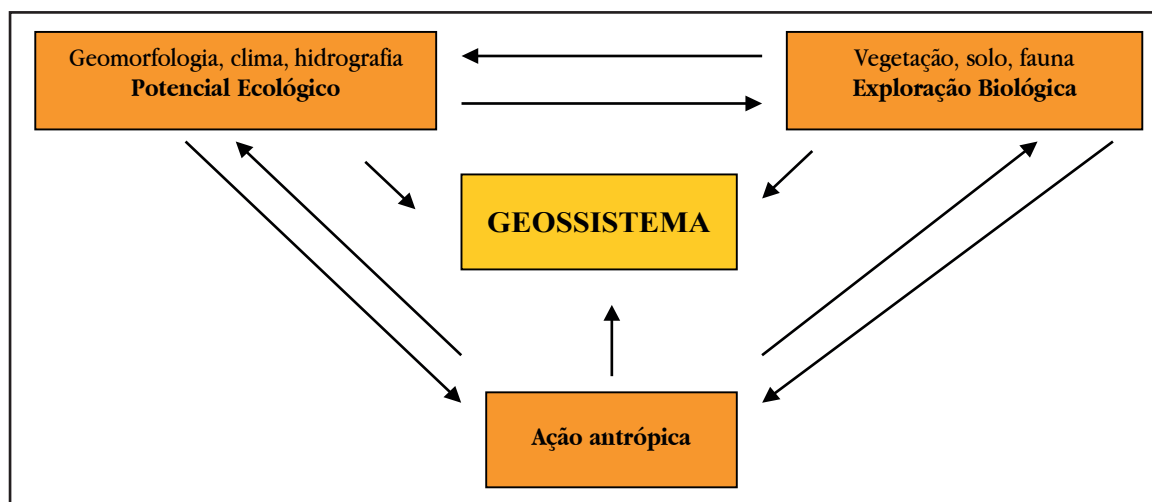 Geomorfologia, clima, hidrografia
Potencial Ecológico
Vegetação, solo, fauna
Exploração Biológica
GEOSSISTEMA
Ação antrópica